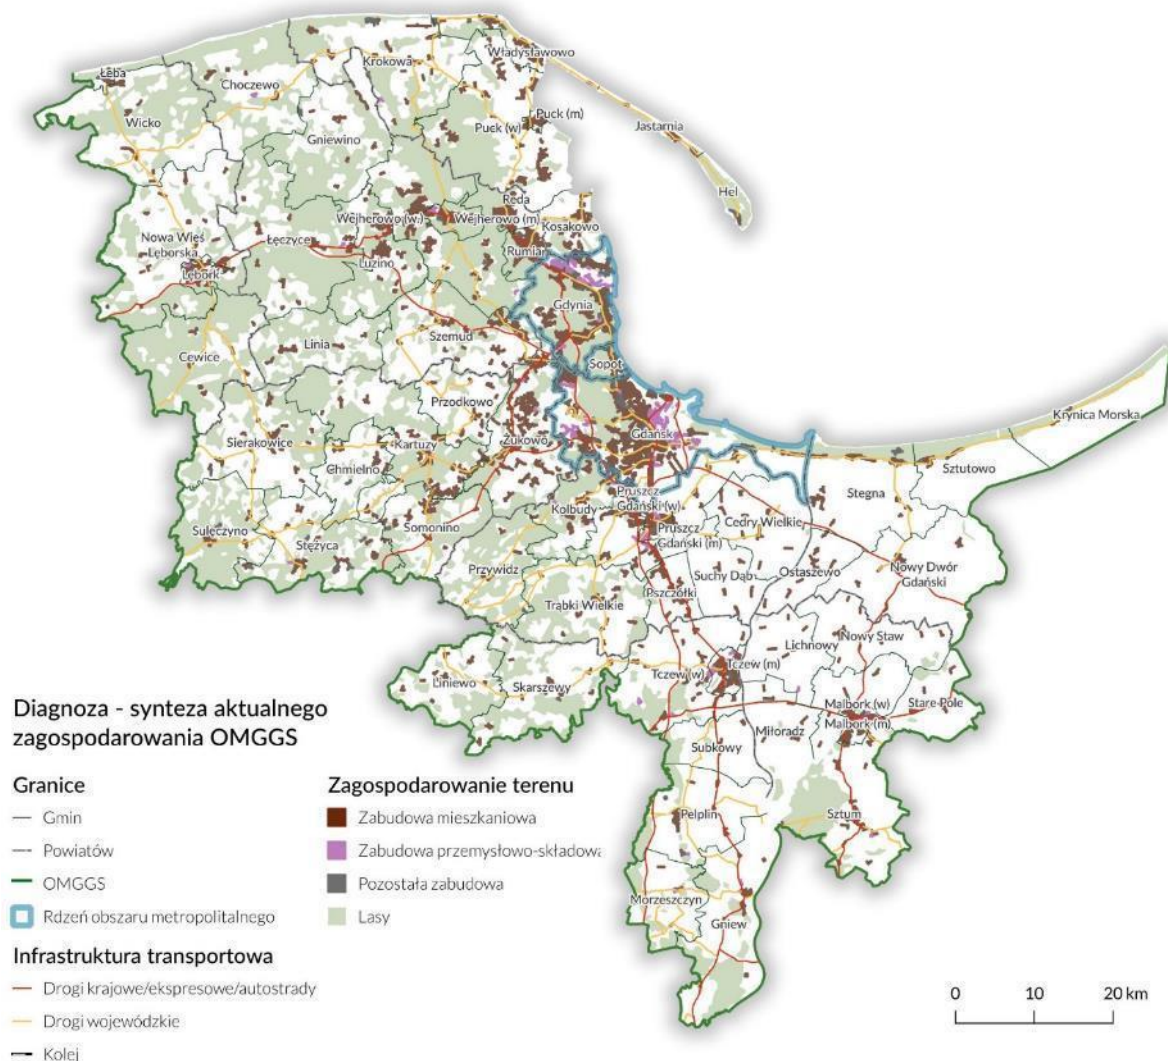 Władysławowo
Krokowa
Łeba
Choczewo
Wicko
Puck (m)
Puck (w)
Jastarnia
Gniewino
Hel
Reda
Wejherowo (w)
Wejherowo (m)
Kosakowo
Nowa Wieś
Lęborska
Łęczyce
Rumia
Luzino
Lębork
Gdynia
Szemud
Linia
Cewice
Sopot
Przodkowo
Krynica Morska
Sierakowice
Kartuzy
Żukowo
Gdańsk
Chmielno
Sztutowo
Stegna
Pruszcz
Gdański (w)
Kolbudy
Cedry Wielkie
Sulęczyno
Somonino
Pruszcz
Gdański (m)
Stężyca
Przywidz
Suchy Dąb
Ostaszewo
Nowy Dwór
Gdański
Pszczółki
Trąbki Wielkie
Lichnowy
Nowy Staw
Tczew (m)
Tczew (w)
Liniewo
Skarszewy
Malbork (w)
Stare Pole
Malbork (m)
Miłoradz
Subkowy
Pelplin
Sztum
Morzeszczyn
Gniew
Diagnoza - synteza aktualnego
zagospodarowania OMGGS
Granice
Gmin
Powiatów
OMGGS
Rdzeń obszaru metropolitalnego
Infrastruktura transportowa
Drogi krajowe/ekspresowe/autostrady
Drogi wojewódzkie
Kolej
Zagospodarowanie terenu
Zabudowa mieszkaniowa
Zabudowa przemysłowo-składowa
Pozostała zabudowa
Lasy
0 10 20 km